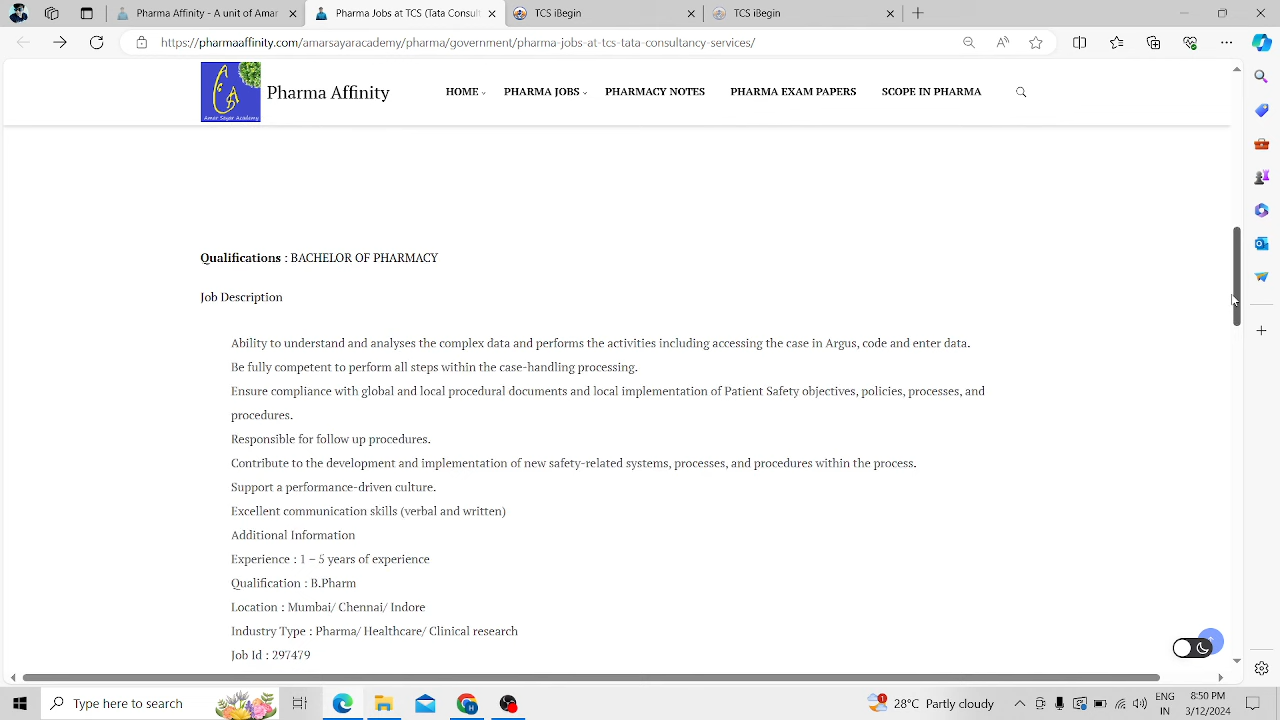 Pharma Affinity - A unit of Amar
Pharma Jobs at TCS (Tata Consult
TCS iBegin
TCS iBegin
https://pharmaaffinity.com/amarsayaracademy/pharma/government/pharma-jobs-at-tcs-tata-consultancy-services/
Amar Sayar Academy
Pharma Affinity
HOME
PHARMA JOBS
PHARMACY NOTES
PHARMA EXAM PAPERS
SCOPE IN PHARMA
Qualifications : BACHELOR OF PHARMACY
Job Description
Ability to understand and analyses the complex data and performs the activities including accessing the case in Argus, code and enter data.
Be fully competent to perform all steps within the case-handling processing.
Ensure compliance with global and local procedural documents and local implementation of Patient Safety objectives, policies, processes, and
procedures.
Responsible for follow up procedures.
Contribute to the development and implementation of new safety-related systems, processes, and procedures within the process.
Support a performance-driven culture.
Excellent communication skills (verbal and written)
Additional Information
Experience : 1 – 5 years of experience
Qualification : B.Pharm
Location : Mumbai/ Chennai/ Indore
Industry Type : Pharma/ Healthcare/ Clinical research
Job Id : 297479
Type here to search
1
28°C Partly cloudy
ENG
IN
8:50 PM
3/12/2024